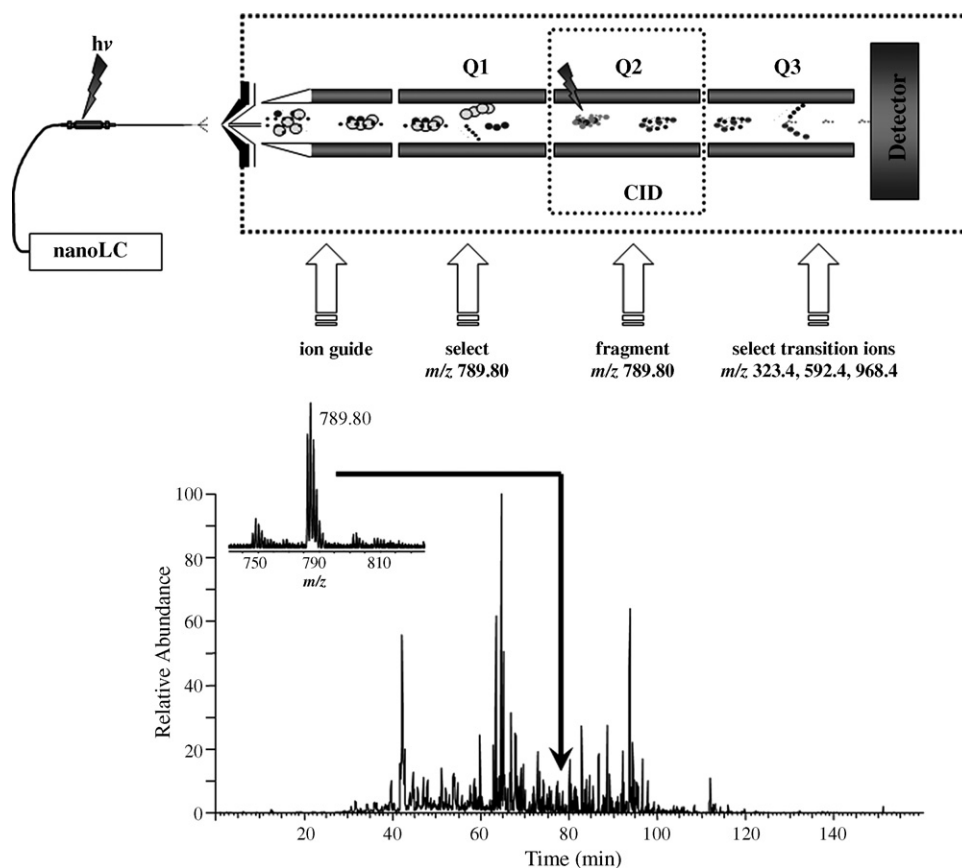 hν
Q1
Q2
Q3
Detector
CID
nanoLC
ion guide
select
m/z 789.80
fragment
m/z 789.80
select transition ions
m/z 323.4, 592.4, 968.4
789.80
750
790
810
m/z
Relative Abundance
100
80
60
40
20
0
20
40
60
80
100
120
140
Time (min)